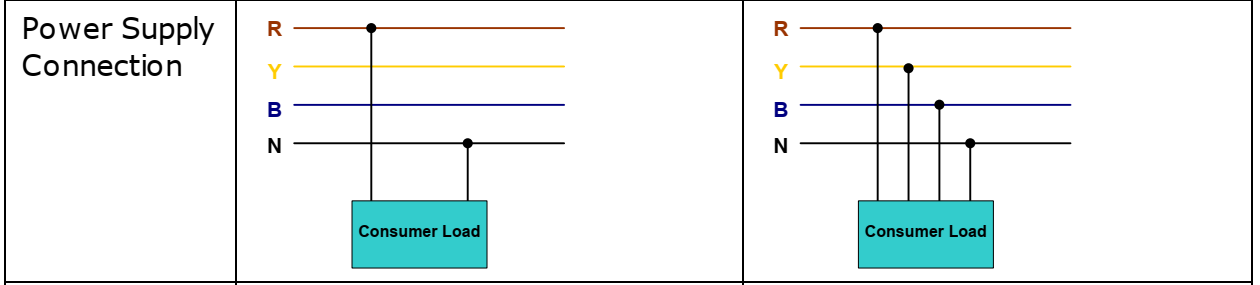 Power Supply
Connection
R
Y
B
N
Consumer Load
R
Y
B
N
Consumer Load